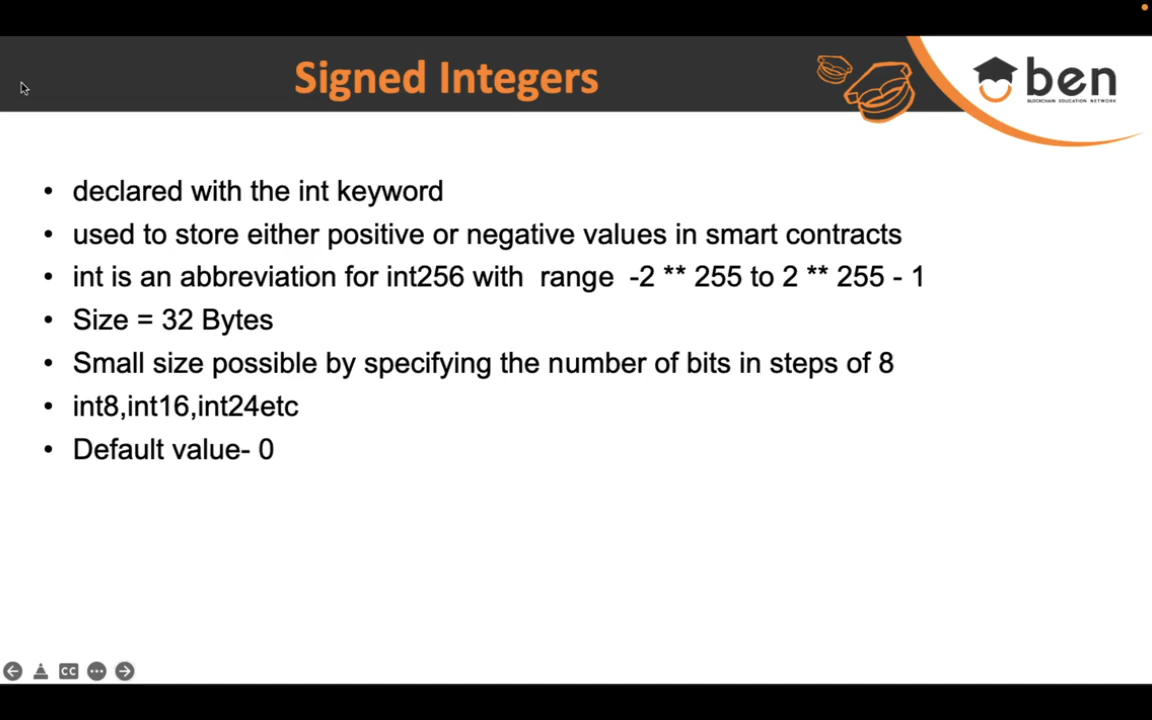 Signed Integers
ben
BLOCKCHAIN EDUCATION NETWORK
• declared with the int keyword
• used to store either positive or negative values in smart contracts
• int is an abbreviation for int256 with  range  -2 ** 255 to 2 ** 255 - 1
• Size = 32 Bytes
• Small size possible by specifying the number of bits in steps of 8
• int8,int16,int24etc
• Default value- 0
CC